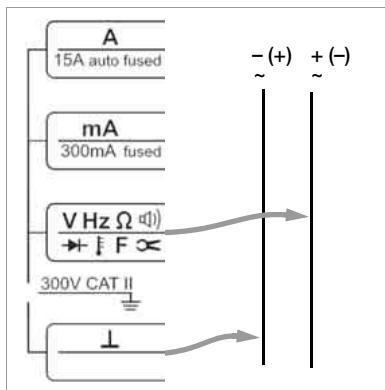 A
15A auto fused
– (+) + (–)
~ ~
mA
300mA fused
V Hz Ω
F
300V CAT II